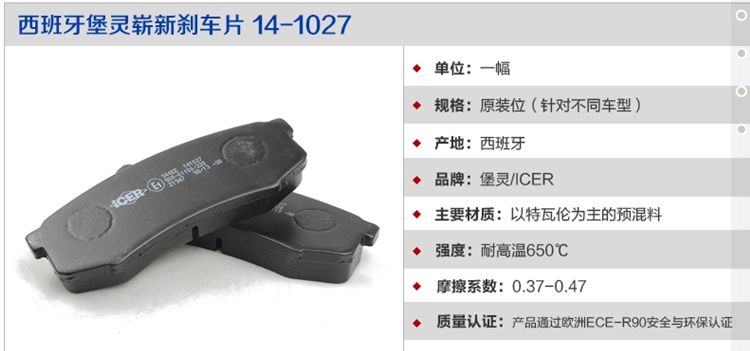 西班牙堡灵崭新刹车片 14-1027
单位：一幅
规格：原装位（针对不同车型）
产地：西班牙
品牌：堡灵/ICER
主要材质：以特瓦伦为主的预混料
强度：耐高温650℃
摩擦系数：0.37-0.47
质量认证：产品通过欧洲ECE-R90安全与环保认证
ICER
E1
141027
21947